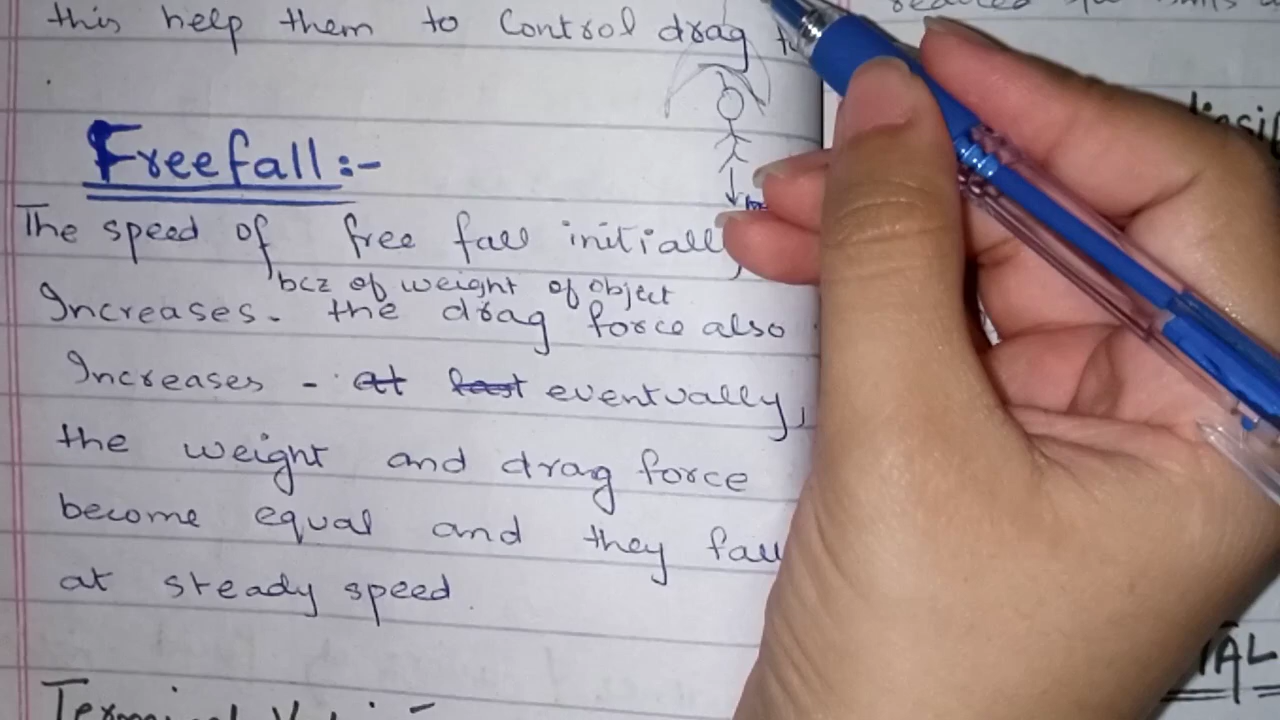 this help them to Control drag
Freefall:-
The speed of free fall initially
bcz of weight of object
Increases. the drag force also
Increases - at last eventually,
the weight and drag force
become equal and they fall
at steady speed.